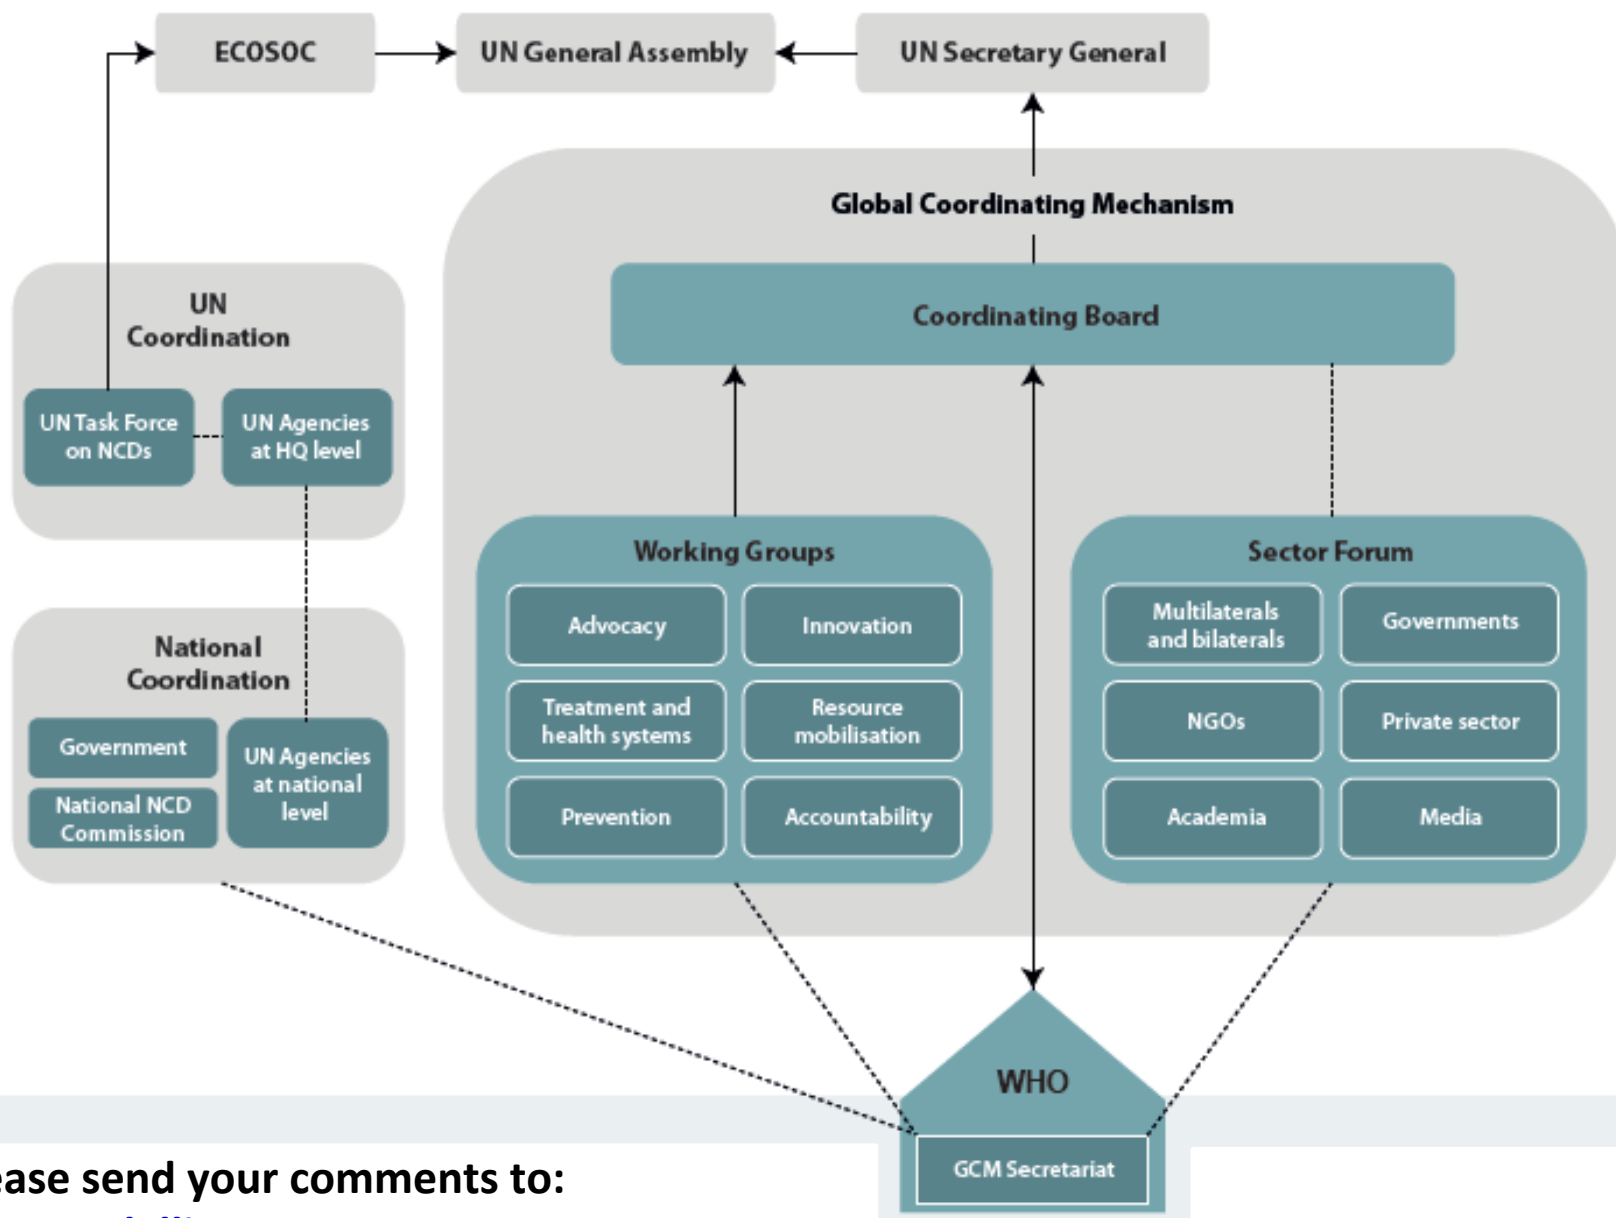 ECOSOC
UN General Assembly
UN Secretary General
Global Coordinating Mechanism
Coordinating Board
UN
Coordination
UN Task Force
on NCDs
UN Agencies
at HQ level
National
Coordination
Government
National NCD
Commission
UN Agencies
at national
level
Working Groups
Advocacy
Innovation
Treatment and
health systems
Resource
mobilisation
Prevention
Accountability
Sector Forum
Multilaterals
and bilaterals
Governments
NGOs
Private sector
Academia
Media
WHO
GCM Secretariat
ease send your comments to: